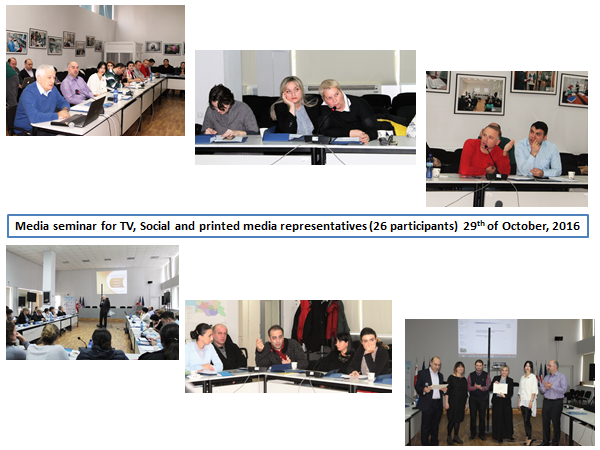 Media seminar for TV, Social and printed media representatives (26 participants) 29th of October, 2016